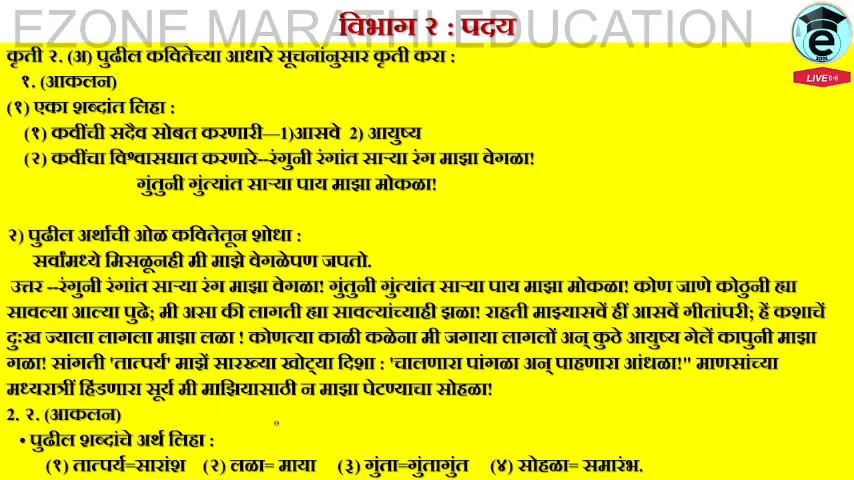 EZONE MARATHI EDUCATION
विभाग २ : पदय
e
EZONE
LIVE
कृती २. (अ) पुढील कवितेच्या आधारे सूचनांनुसार कृती करा :
१. (आकलन)
(१) एका शब्दांत लिहा :
(१) कवींची सदैव सोबत करणारी—1)आसवे 2) आयुष्य
(२) कवींचा विश्वासघात करणारे--रंगुनी रंगांत साऱ्या रंग माझा वेगळा!
गुंतुनी गुंत्यांत साऱ्या पाय माझा मोकळा!
२) पुढील अर्थाची ओळ कवितेतून शोधा :
सर्वांमध्ये मिसळूनही मी माझे वेगळेपण जपतो.
उत्तर --रंगुनी रंगांत साऱ्या रंग माझा वेगळा! गुंतुनी गुंत्यांत साऱ्या पाय माझा मोकळा! कोण जाणे कोठुनी ह्या
सावल्या आल्या पुढे; मी असा की लागती ह्या सावल्यांच्याही झळा! राहती माझ्यासवें हीं आसवें गीतांपरी; हें कशाचें
दुःख ज्याला लागला माझा लळा ! कोणत्या काळी कळेना मी जगाया लागलों अन् कुठे आयुष्य गेलें कापुनी माझा
गळा! सांगती 'तात्पर्य' माझें सारख्या खोट्या दिशा : 'चालणारा पांगळा अन् पाहणारा आंधळा!" माणसांच्या
मध्यरात्रीं हिंडणारा सूर्य मी माझियासाठी न माझा पेटण्याचा सोहळा!
2. २. (आकलन)
• पुढील शब्दांचे अर्थ लिहा :
(१) तात्पर्य=सारांश (२) लळा= माया (३) गुंता=गुंतागुंत (४) सोहळा= समारंभ.